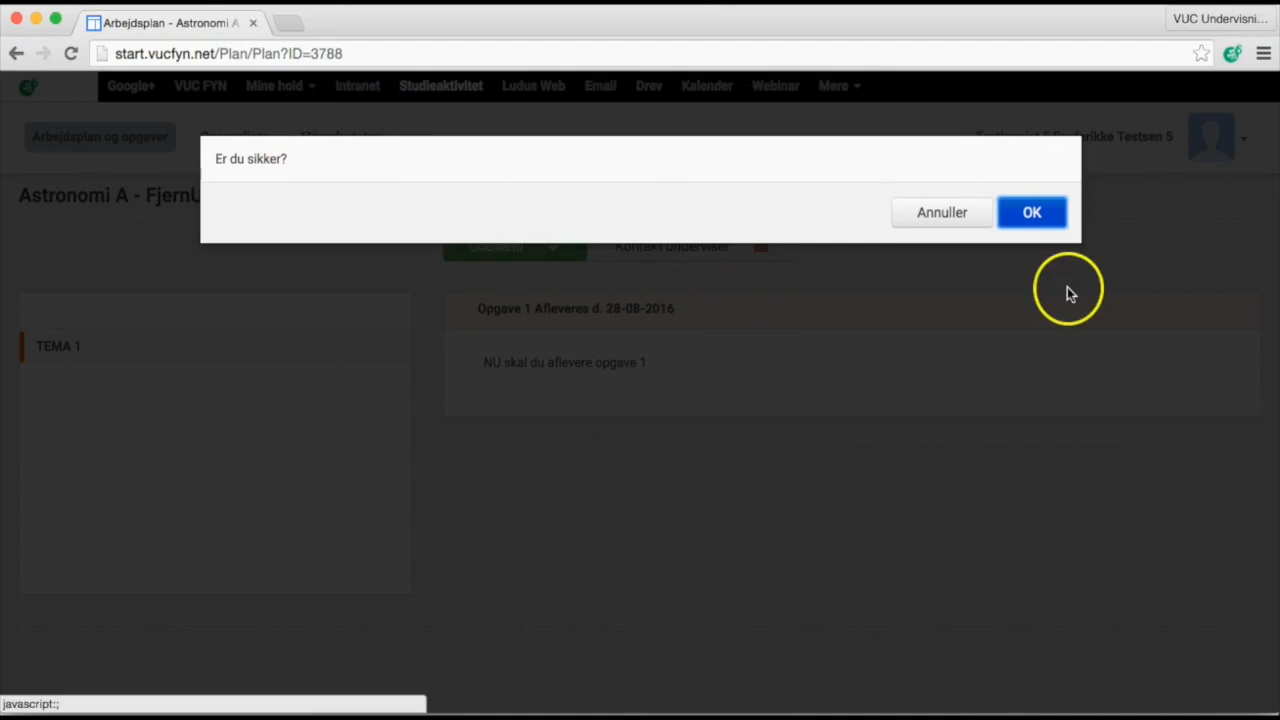 Arbejdsplan - Astronomi A
VUC Undervisni...
start.vucfyn.net/Plan/Plan?ID=3788
Google+ VUC FYN Mine hold Intranet Studieaktivitet Ludus Web Email Drev Kalender Webinar Mere
Arbejdsplan og opgaver
Er du sikker?
Annuller OK
Astronomi A - Fjern
Kontakt underviser
Opgave 1 Afleveres d. 28-08-2016
TEMA 1
NU skal du aflevere opgave 1
javascript:;